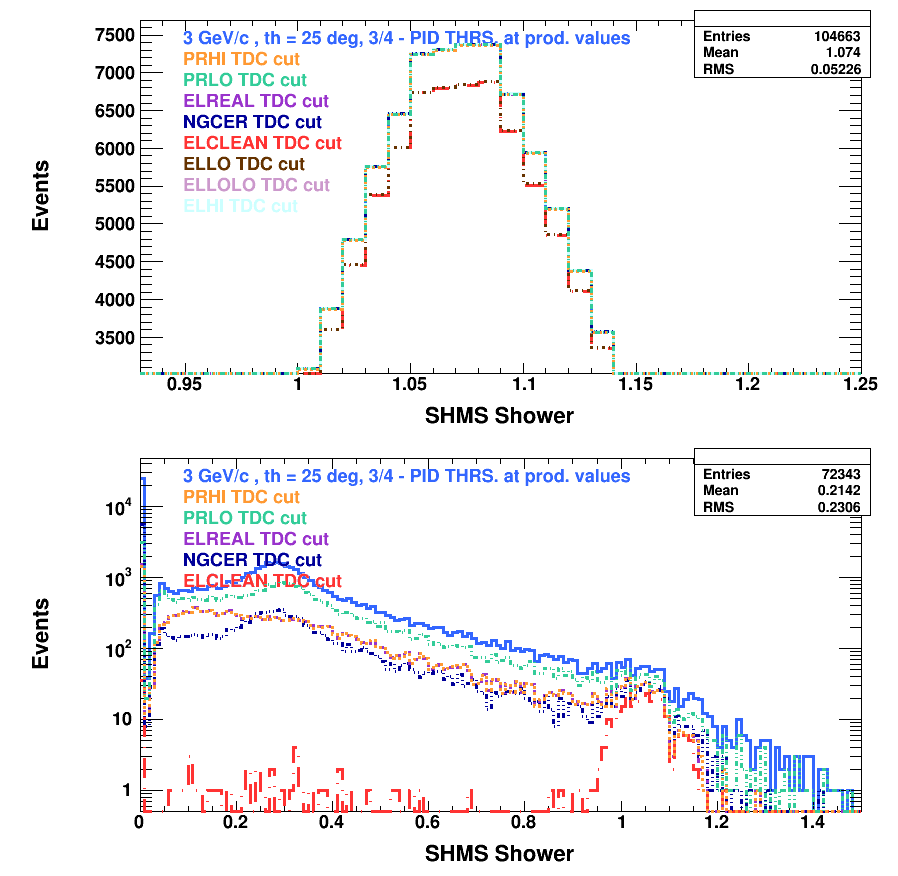 3 GeV/c , th = 25 deg, 3/4 - PID THRS. at prod. values
PRHI TDC cut
PRLO TDC cut
ELREAL TDC cut
NGCER TDC cut
ELCLEAN TDC cut
ELLO TDC cut
ELLOLO TDC cut
ELHI TDC cut
Entries 104663
Mean 1.074
RMS 0.05226
7500
7000
6500
6000
5500
5000
4500
4000
3500
Events
0.95 1 1.05 1.1 1.15 1.2 1.25
SHMS Shower
3 GeV/c , th = 25 deg, 3/4 - PID THRS. at prod. values
PRHI TDC cut
PRLO TDC cut
ELREAL TDC cut
NGCER TDC cut
ELCLEAN TDC cut
Entries 72343
Mean 0.2142
RMS 0.2306
10⁴
10³
10²
10
1
Events
0 0.2 0.4 0.6 0.8 1 1.2 1.4
SHMS Shower